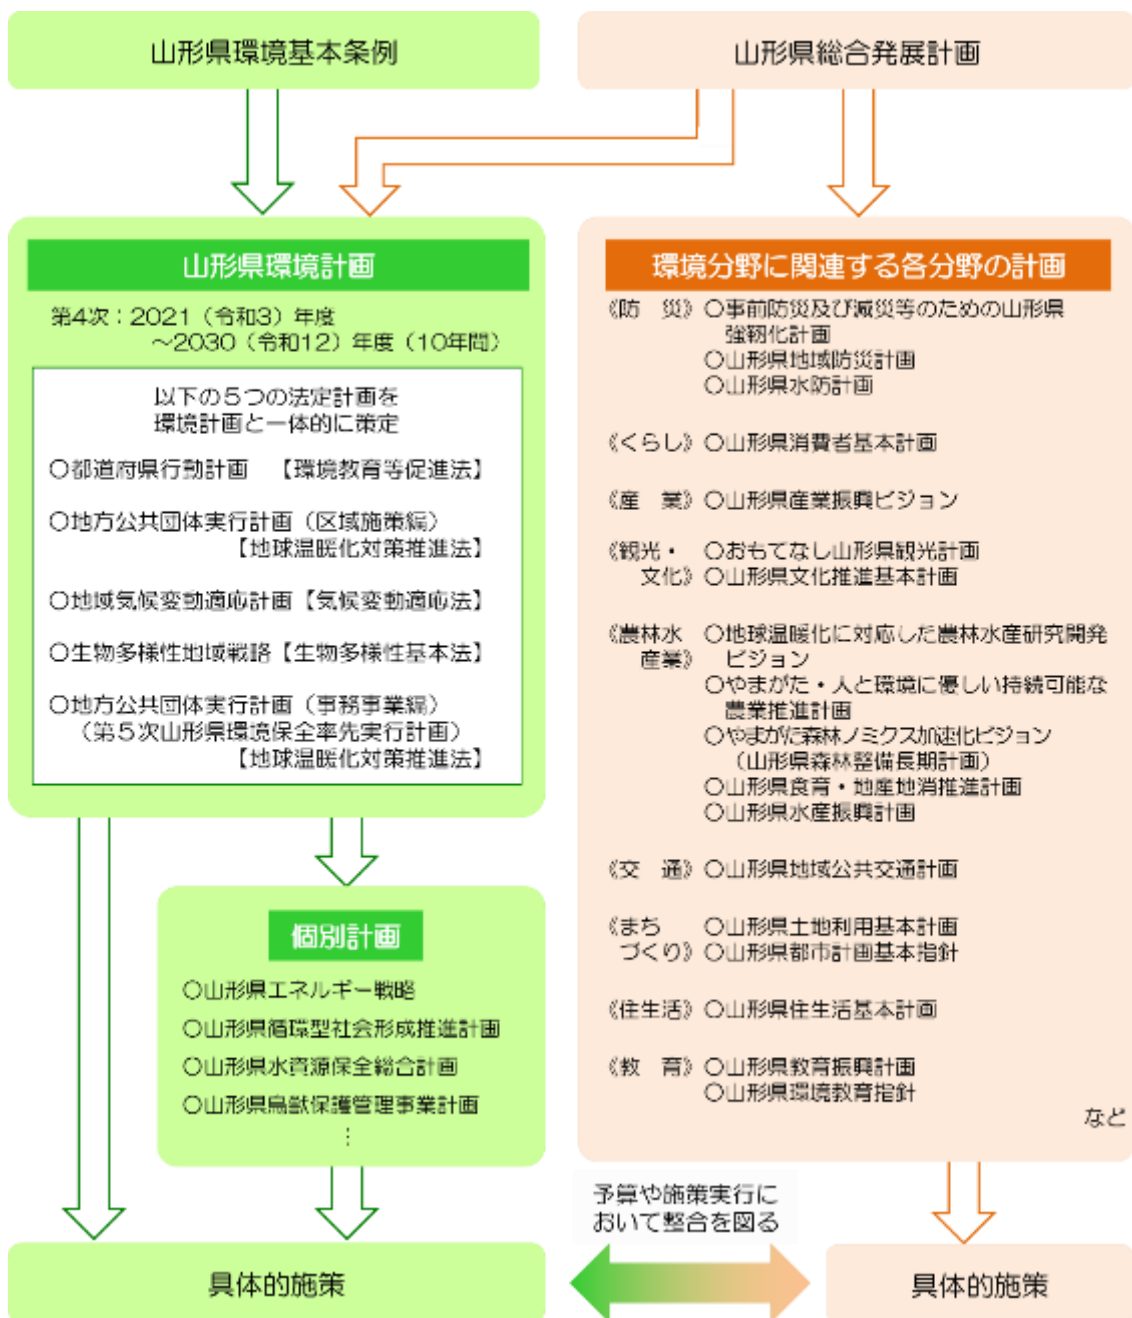 山形県環境基本条例
山形県総合発展計画
山形県環境計画
第4次：2021（令和3）年度
～2030（令和12）年度（10年間）
以下の５つの法定計画を
環境計画と一体的に策定
○都道府県行動計画　【環境教育等促進法】
○地方公共団体実行計画（区域施策編）
【地球温暖化対策推進法】
○地域気候変動適応計画【気候変動適応法】
○生物多様性地域戦略【生物多様性基本法】
○地方公共団体実行計画（事務事業編）
（第５次山形県環境保全率先実行計画）
【地球温暖化対策推進法】
個別計画
○山形県エネルギー戦略
○山形県循環型社会形成推進計画
○山形県水資源保全総合計画
○山形県鳥獣保護管理事業計画
⋮
具体的施策
環境分野に関連する各分野の計画
《防　災》○事前防災及び減災等のための山形県
強靭化計画
○山形県地域防災計画
○山形県水防計画
《くらし》○山形県消費者基本計画
《産　業》○山形県産業振興ビジョン
《観光・　○おもてなし山形県観光計画
文化》○山形県文化推進基本計画
《農林水　○地球温暖化に対応した農林水産研究開発
産業》　ビジョン
○やまがた・人と環境に優しい持続可能な
農業推進計画
○やまがた森林ノミクス加速化ビジョン
（山形県森林整備長期計画）
○山形県食育・地産地消推進計画
○山形県水産振興計画
《交　通》○山形県地域公共交通計画
《まち　　○山形県土地利用基本計画
づくり》○山形県都市計画基本指針
《住生活》○山形県住生活基本計画
《教　育》○山形県教育振興計画
○山形県環境教育指針
など
予算や施策実行に
おいて整合を図る
具体的施策